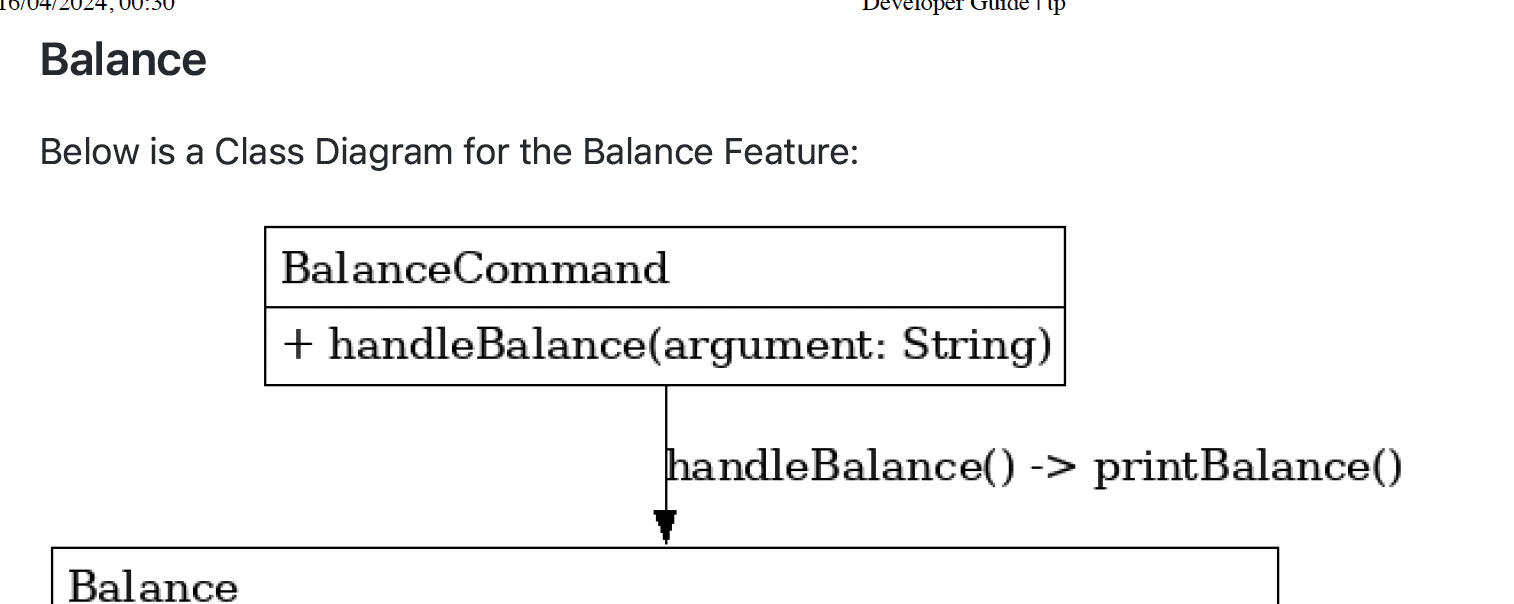 16/04/2024, 00:30 Developer Guide | tp
Balance
Below is a Class Diagram for the Balance Feature:
BalanceCommand
+ handleBalance(argument: String)
handleBalance() -> printBalance()
Balance